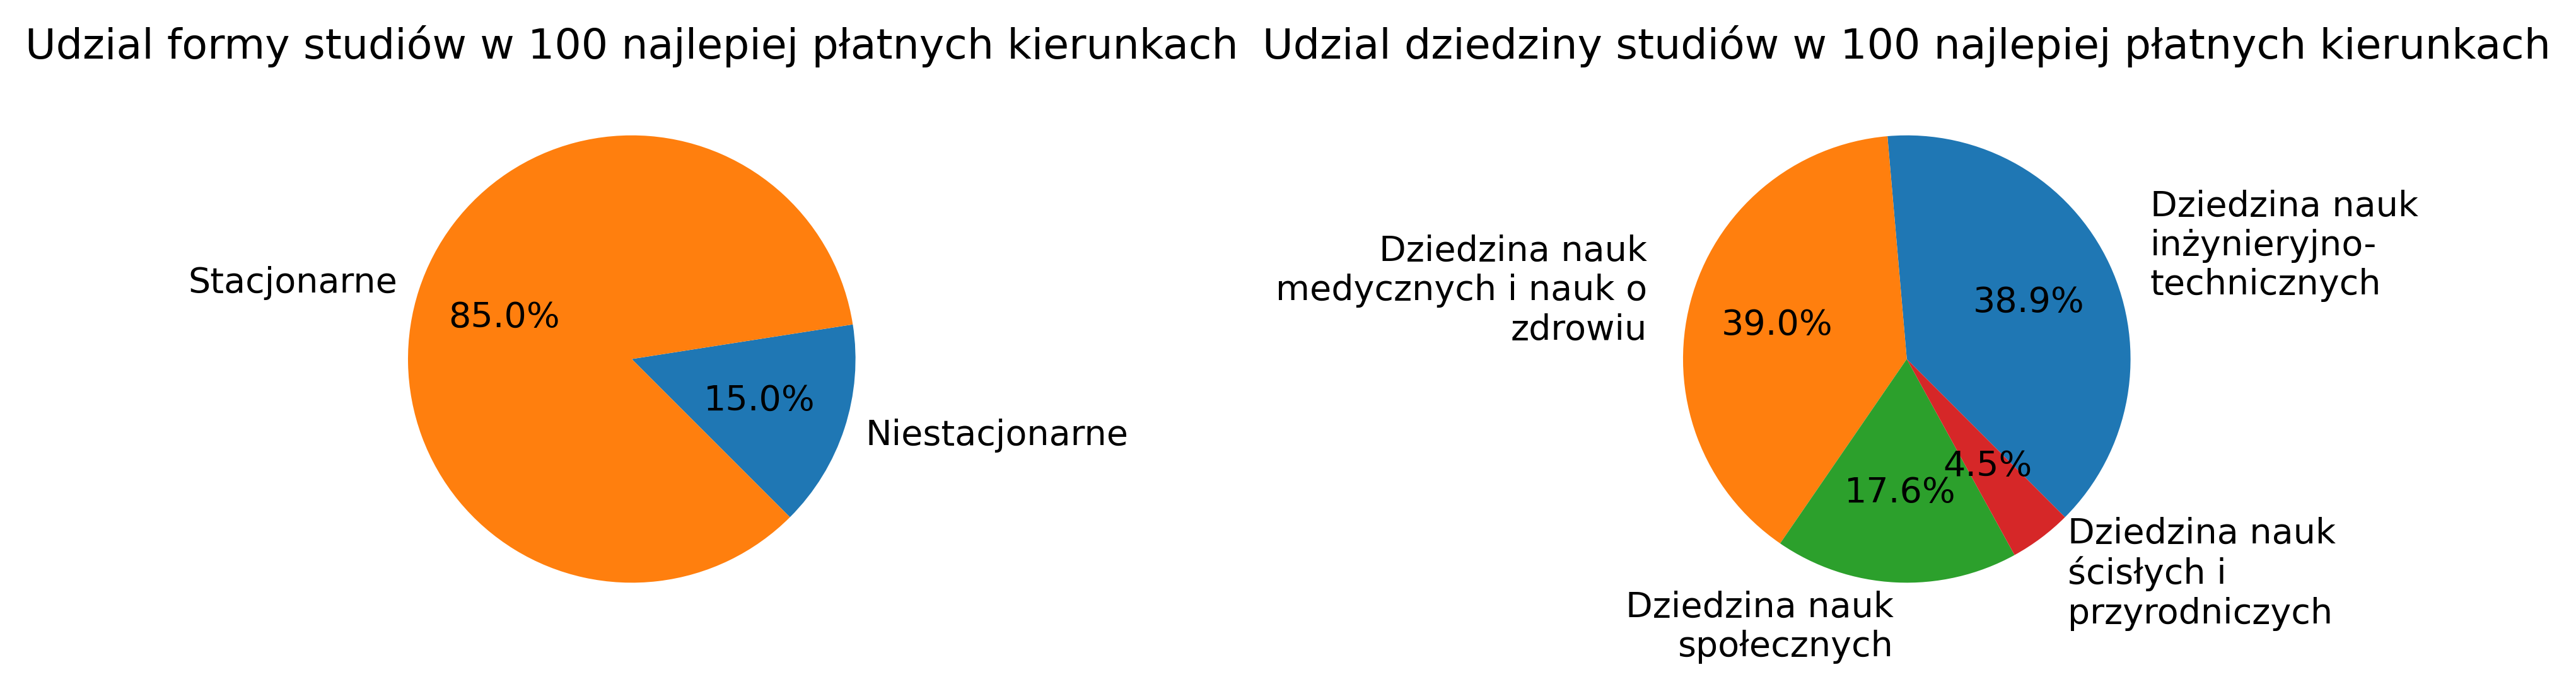 Udzial formy studiów w 100 najlepiej płatnych kierunkach
Stacjonarne
85.0%
15.0%
Niestacjonarne
Udzial dziedziny studiów w 100 najlepiej płatnych kierunkach
Dziedzina nauk
inżynieryjno-
technicznych
38.9%
Dziedzina nauk
medycznych i nauk o
zdrowiu
39.0%
17.6%
Dziedzina nauk
społecznych
4.5%
Dziedzina nauk
ścisłych i
przyrodniczych